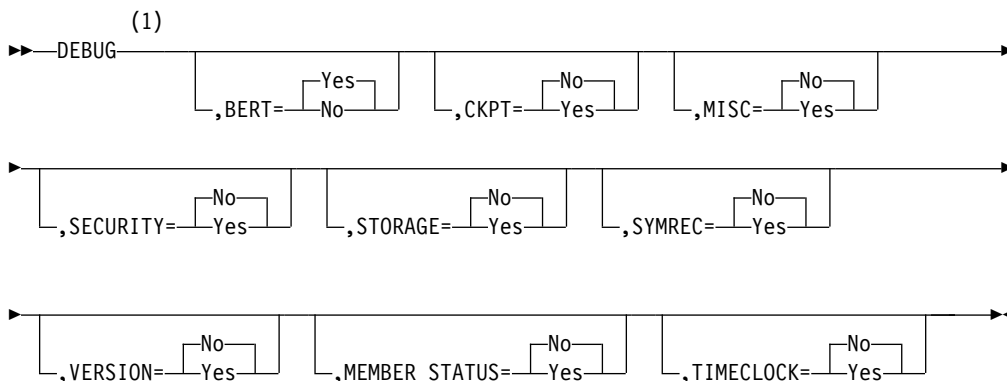 (1)
DEBUG
Yes
,BERT= No
No
,CKPT= Yes
No
,MISC= Yes
No
,SECURITY= Yes
No
,STORAGE= Yes
No
,SYMREC= Yes
No
,VERSION= Yes
No
,MEMBER STATUS= Yes
No
,TIMECLOCK= Yes